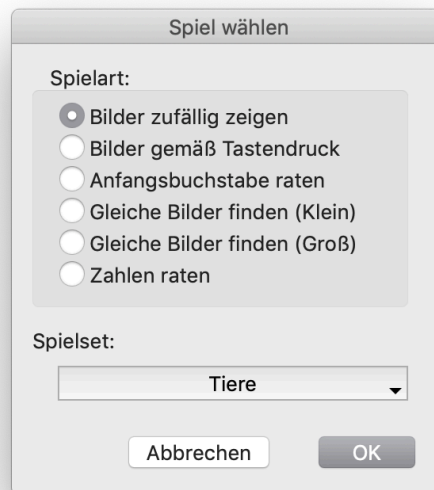 Spiel wählen
Spielart:
Bilder zufällig zeigen
Bilder gemäß Tastendruck
Anfangsbuchstabe raten
Gleiche Bilder finden (Klein)
Gleiche Bilder finden (Groß)
Zahlen raten
Spielset:
Tiere
Abbrechen
OK